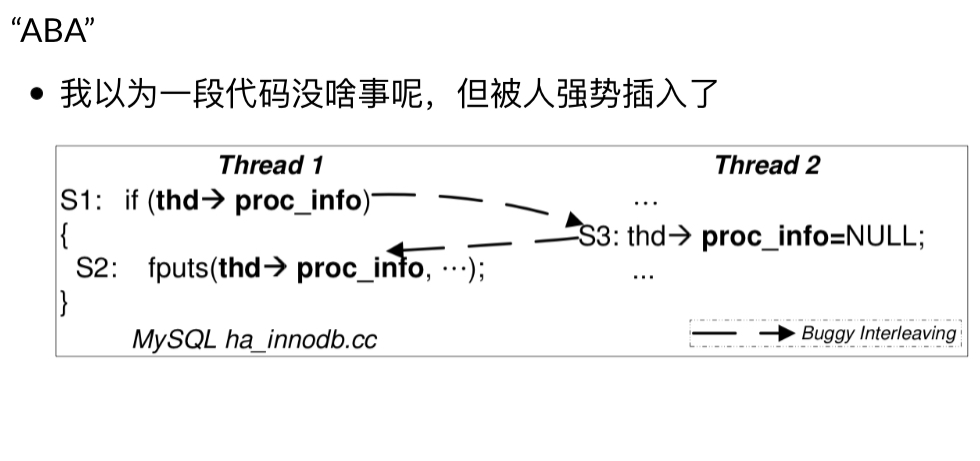 “ABA”
• 我以为一段代码没啥事呢，但被人强势插入了
Thread 1 Thread 2
S1: if (thd→ proc_info) ...
{ S3: thd→ proc_info=NULL;
S2: fputs(thd→ proc_info, ···); ...
}
MySQL ha_innodb.cc Buggy Interleaving